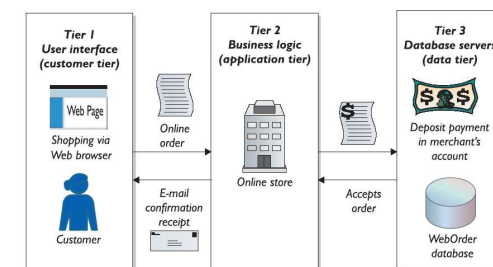 Tier 1
User interface
(customer tier)
Web Page
Shopping via
Web browser
Customer
Online
order
E-mail
confirmation
receipt
Tier 2
Business logic
(application tier)
Online store
$
Accepts
order
Tier 3
Database servers
(data tier)
$ $
Deposit payment
in merchant's
account
WebOrder
database